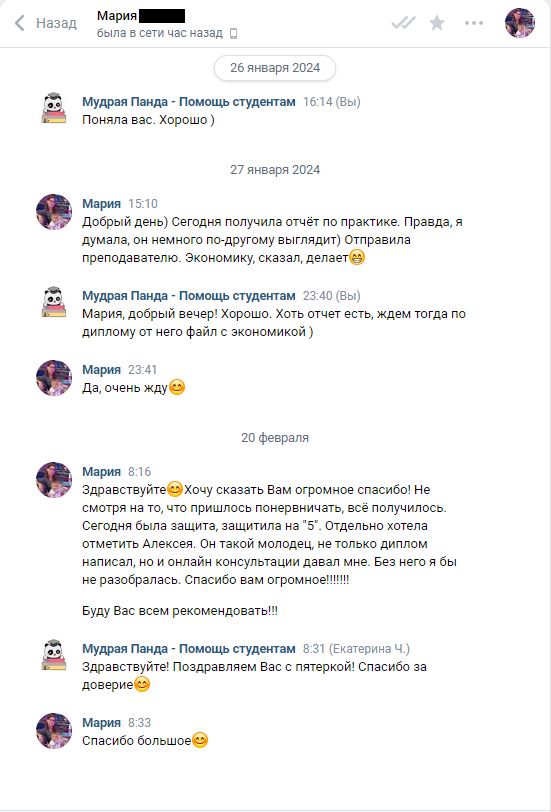 Назад
Мария
была в сети час назад
26 января 2024
Мудрая Панда - Помощь студентам 16:14 (Вы)
Поняла вас. Хорошо )
27 января 2024
Мария 15:10
Добрый день) Сегодня получила отчёт по практике. Правда, я
думала, он немного по-другому выглядит) Отправила
преподавателю. Экономику, сказал, делает😁
Мудрая Панда - Помощь студентам 23:40 (Вы)
Мария, добрый вечер! Хорошо. Хоть отчет есть, ждем тогда по
диплому от него файл с экономикой )
Мария 23:41
Да, очень жду😊
20 февраля
Мария 8:16
Здравствуйте😊Хочу сказать Вам огромное спасибо! Не
смотря на то, что пришлось понервничать, всё получилось.
Сегодня была защита, защитила на "5". Отдельно хотела
отметить Алексея. Он такой молодец, не только диплом
написал, но и онлайн консультации давал мне. Без него я бы
не разобралась. Спасибо вам огромное!!!!!!!
Буду Вас всем рекомендовать!!!
Мудрая Панда - Помощь студентам 8:31 (Екатерина Ч.)
Здравствуйте! Поздравляем Вас с пятеркой! Спасибо за
доверие😊
Мария 8:33
Спасибо большое😊